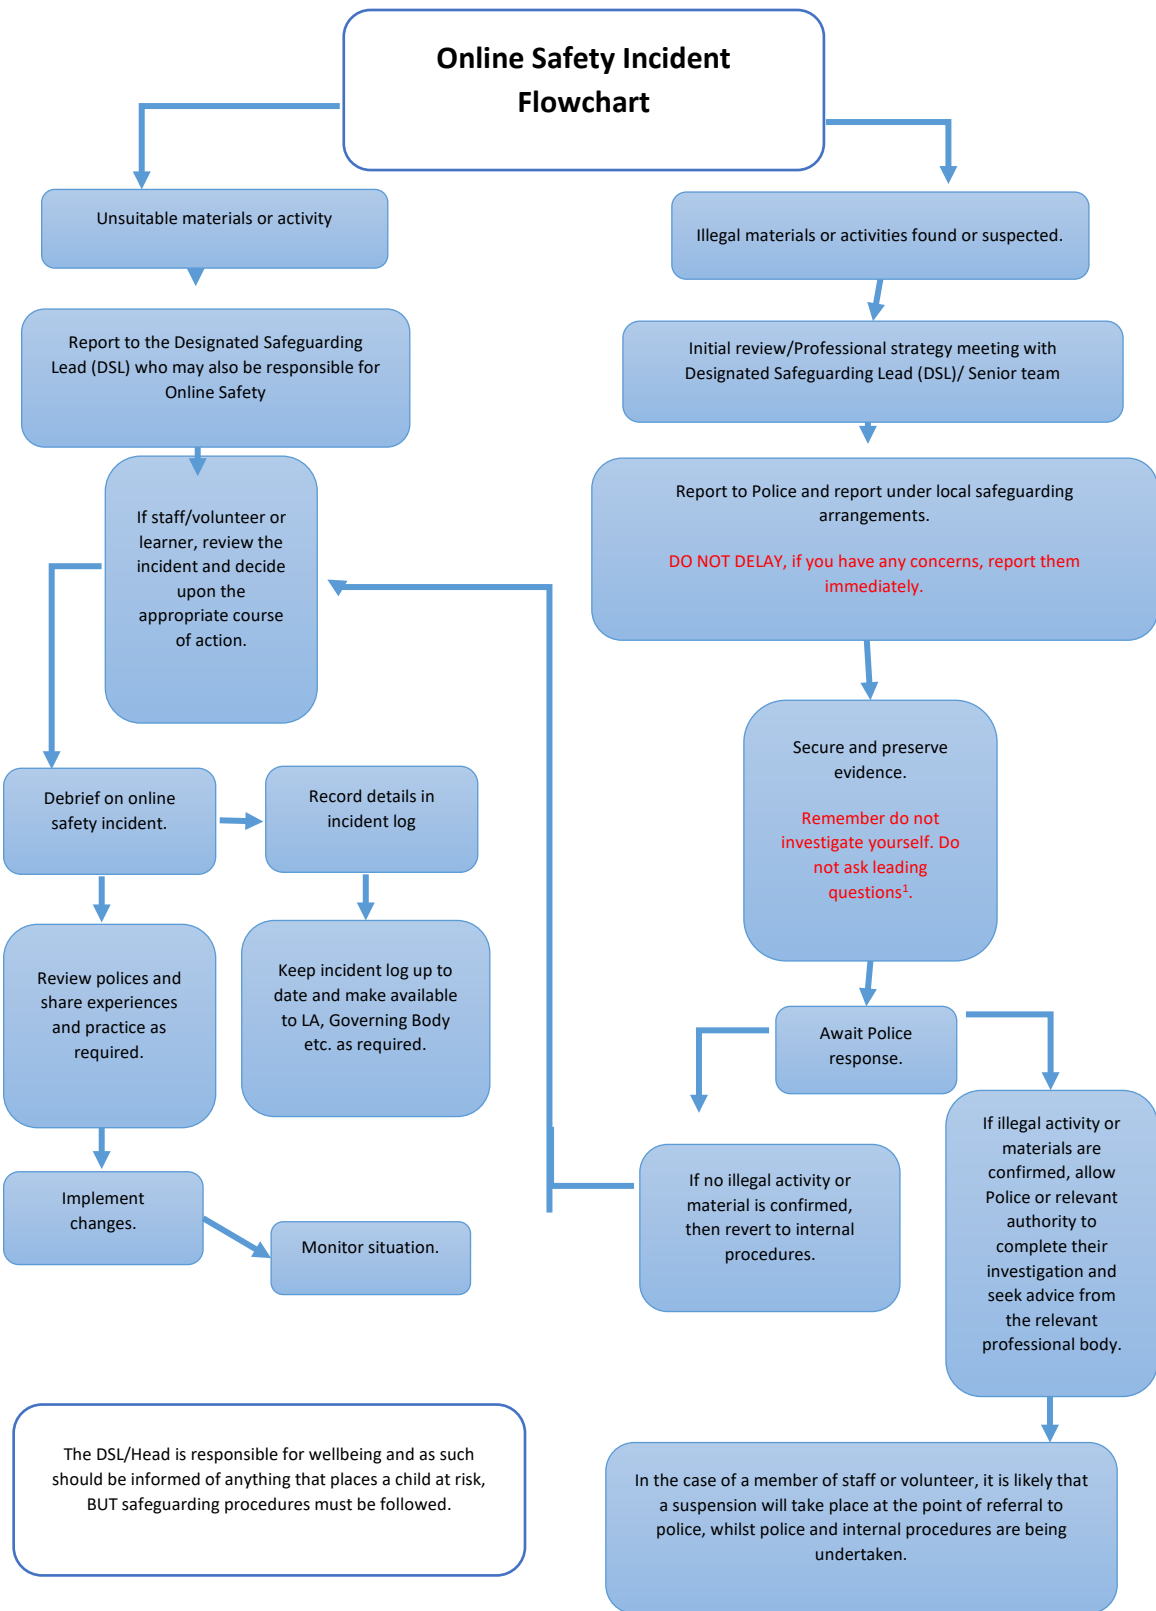 Online Safety Incident
Flowchart
Unsuitable materials or activity
Report to the Designated Safeguarding
Lead (DSL) who may also be responsible for
Online Safety
If staff/volunteer or
learner, review the
incident and decide
upon the
appropriate course
of action.
Debrief on online
safety incident.
Record details in
incident log
Review polices and
share experiences
and practice as
required.
Keep incident log up to
date and make available
to LA, Governing Body
etc. as required.
Implement
changes.
Monitor situation.
Illegal materials or activities found or suspected.
Initial review/Professional strategy meeting with
Designated Safeguarding Lead (DSL)/ Senior team
Report to Police and report under local safeguarding
arrangements.
DO NOT DELAY, if you have any concerns, report them
immediately.
Secure and preserve
evidence.
Remember do not
investigate yourself. Do
not ask leading
questions¹.
Await Police
response.
If no illegal activity or
material is confirmed,
then revert to internal
procedures.
If illegal activity or
materials are
confirmed, allow
Police or relevant
authority to
complete their
investigation and
seek advice from
the relevant
professional body.
In the case of a member of staff or volunteer, it is likely that
a suspension will take place at the point of referral to
police, whilst police and internal procedures are being
undertaken.
The DSL/Head is responsible for wellbeing and as such
should be informed of anything that places a child at risk,
BUT safeguarding procedures must be followed.